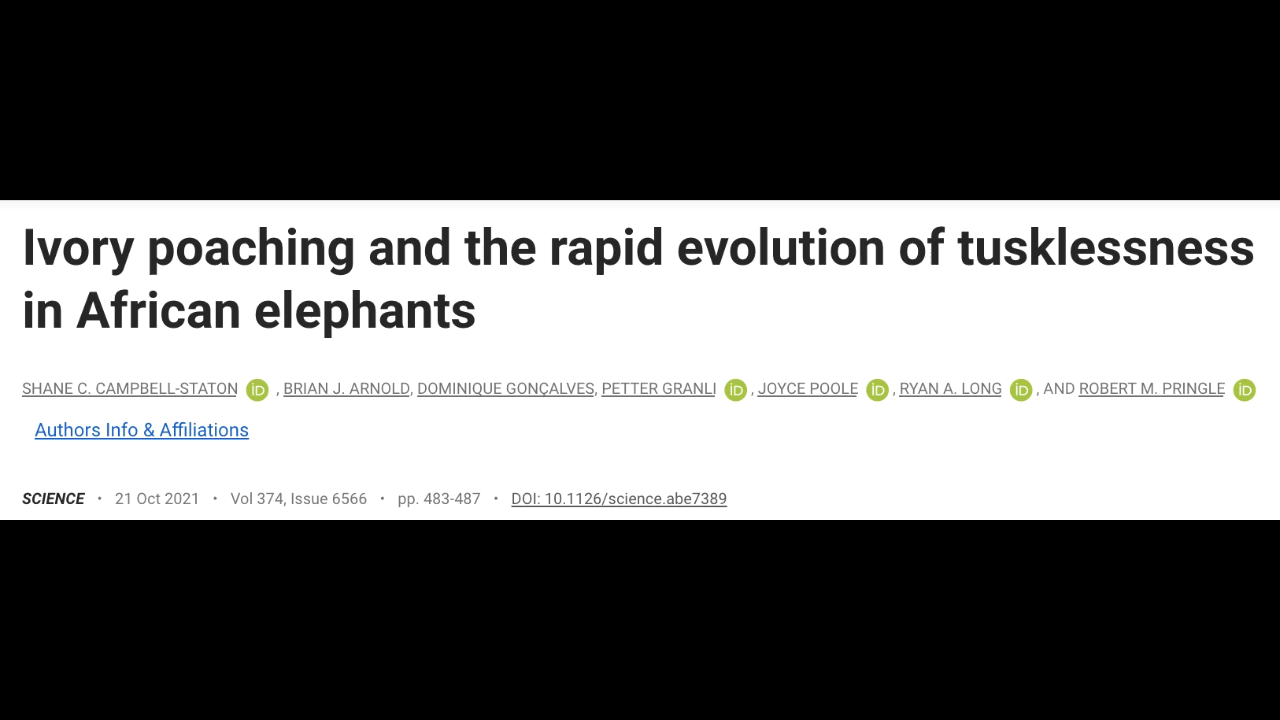 Ivory poaching and the rapid evolution of tusklessness
in African elephants
SHANE C. CAMPBELL-STATON iD , BRIAN J. ARNOLD, DOMINIQUE GONÇALVES, PETTER GRANLI iD , JOYCE POOLE iD , RYAN A. LONG iD , AND ROBERT M. PRINGLE iD
Authors Info & Affiliations
SCIENCE • 21 Oct 2021 • Vol 374, Issue 6566 • pp. 483-487 • DOI: 10.1126/science.abe7389